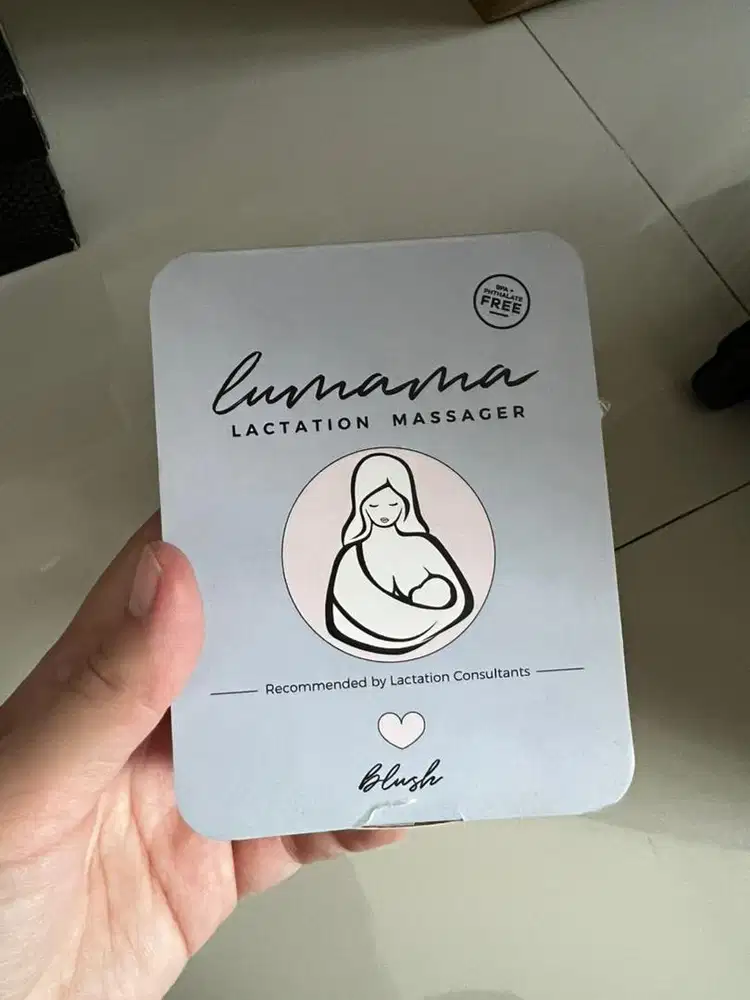 BPA +
PHTHALATE
FREE
lumama
LACTATION MASSAGER
Recommended by Lactation Consultants
Blush